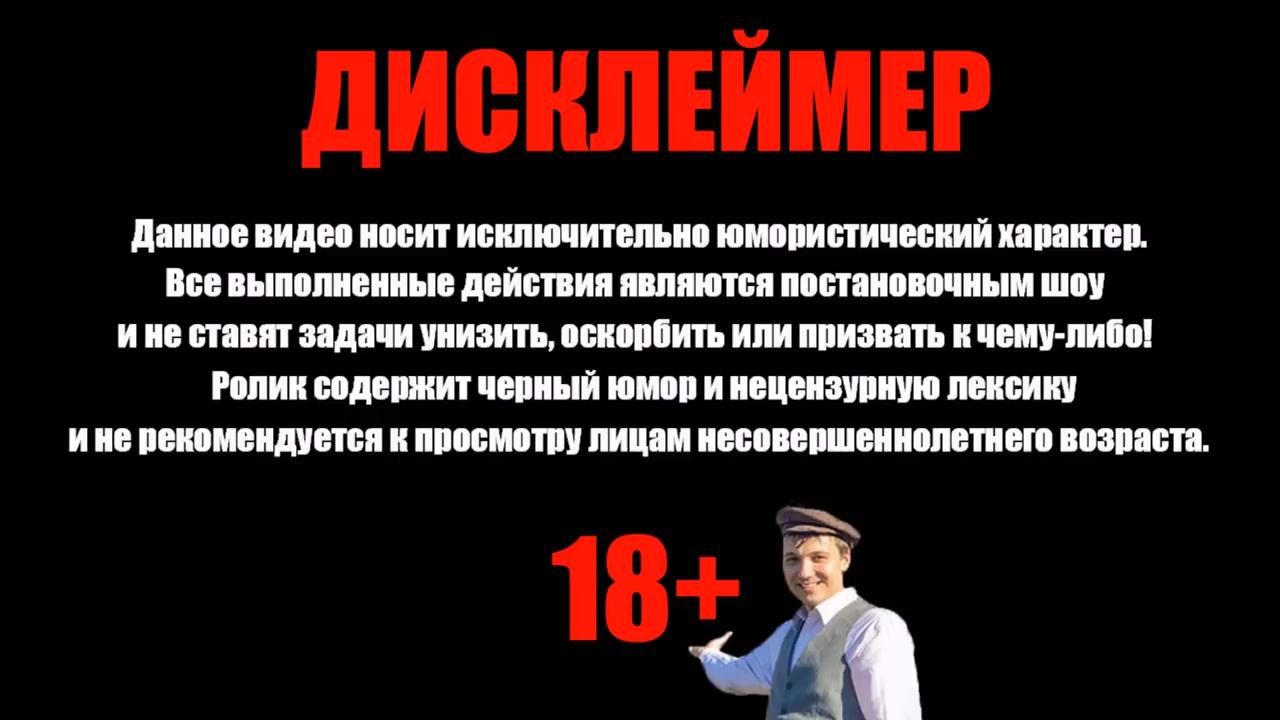 ДИСКЛЕЙМЕР
Данное видео носит исключительно юмористический характер.
Все выполненные действия являются постановочным шоу
и не ставят задачи унизить, оскорбить или призвать к чему-либо!
Ролик содержит черный юмор и нецензурную лексику
и не рекомендуется к просмотру лицам несовершеннолетнего возраста.
18+